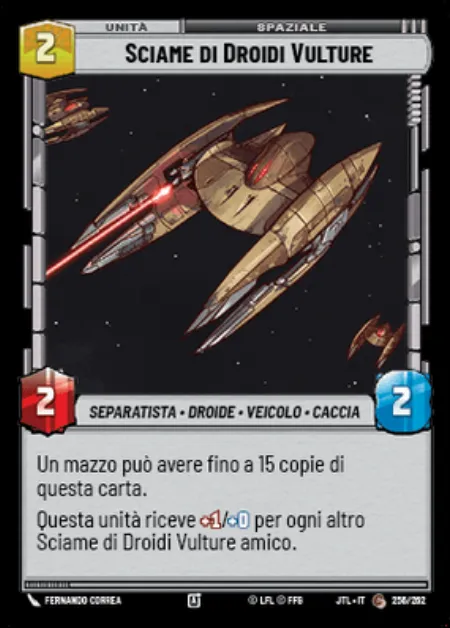 UNITÀ
SPAZIALE
2
SCIAME DI DROIDI VULTURE
2
SEPARATISTA • DROIDE • VEICOLO • CACCIA
2
Un mazzo può avere fino a 15 copie di
questa carta.
Questa unità riceve +1/+0 per ogni altro
Sciame di Droidi Vulture amico.
FERNANDO CORREA
© LFL © FFG
JTL • IT
256/262